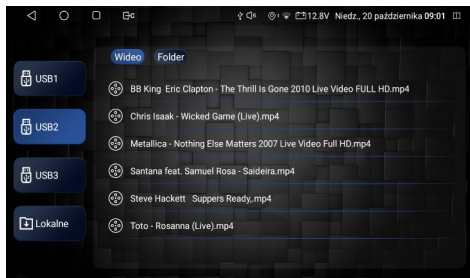 6 12.8V Niedz., 20 października 09:01
Wideo Folder
USB1
BB King Eric Clapton - The Thrill Is Gone 2010 Live Video FULL HD.mp4
Chris Isaak - Wicked Game (Live).mp4
USB2
Metallica - Nothing Else Matters 2007 Live Video Full HD.mp4
Santana feat. Samuel Rosa - Saideira.mp4
USB3
Steve Hackett Suppers Ready,.mp4
Lokalne
Toto - Rosanna (Live).mp4